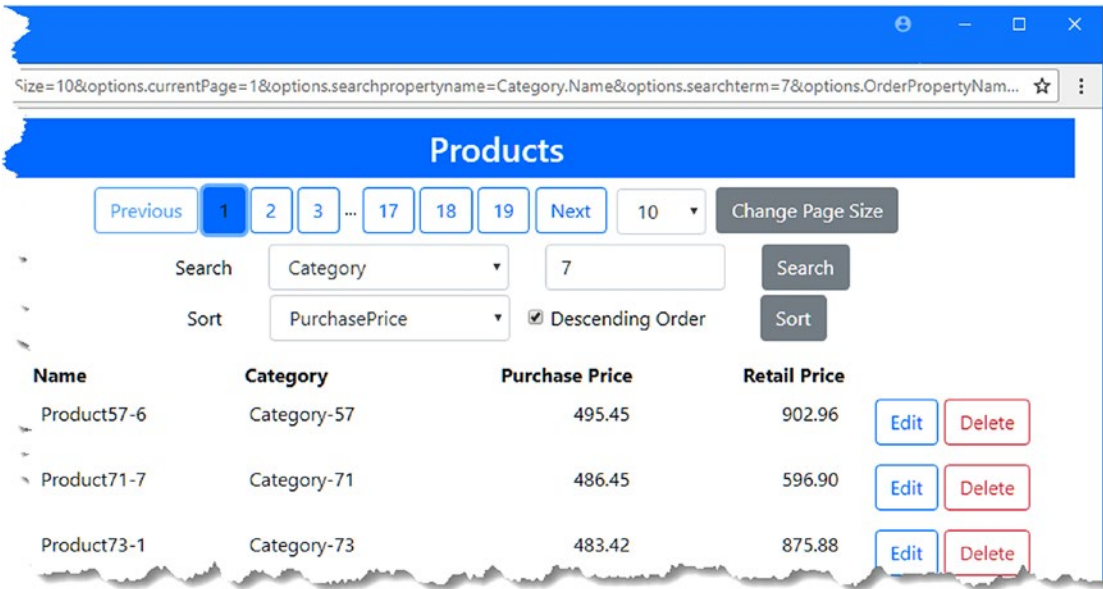 Size=10&options.currentPage=1&options.searchpropertyname=Category.Name&options.searchterm=7&options.OrderPropertyNam...
Products
Previous 1 2 3 ... 17 18 19 Next 10 Change Page Size
Search Category 7 Search
Sort PurchasePrice Descending Order Sort
Name Category Purchase Price Retail Price
Product57-6 Category-57 495.45 902.96 Edit Delete
Product71-7 Category-71 486.45 596.90 Edit Delete
Product73-1 Category-73 483.42 875.88 Edit Delete